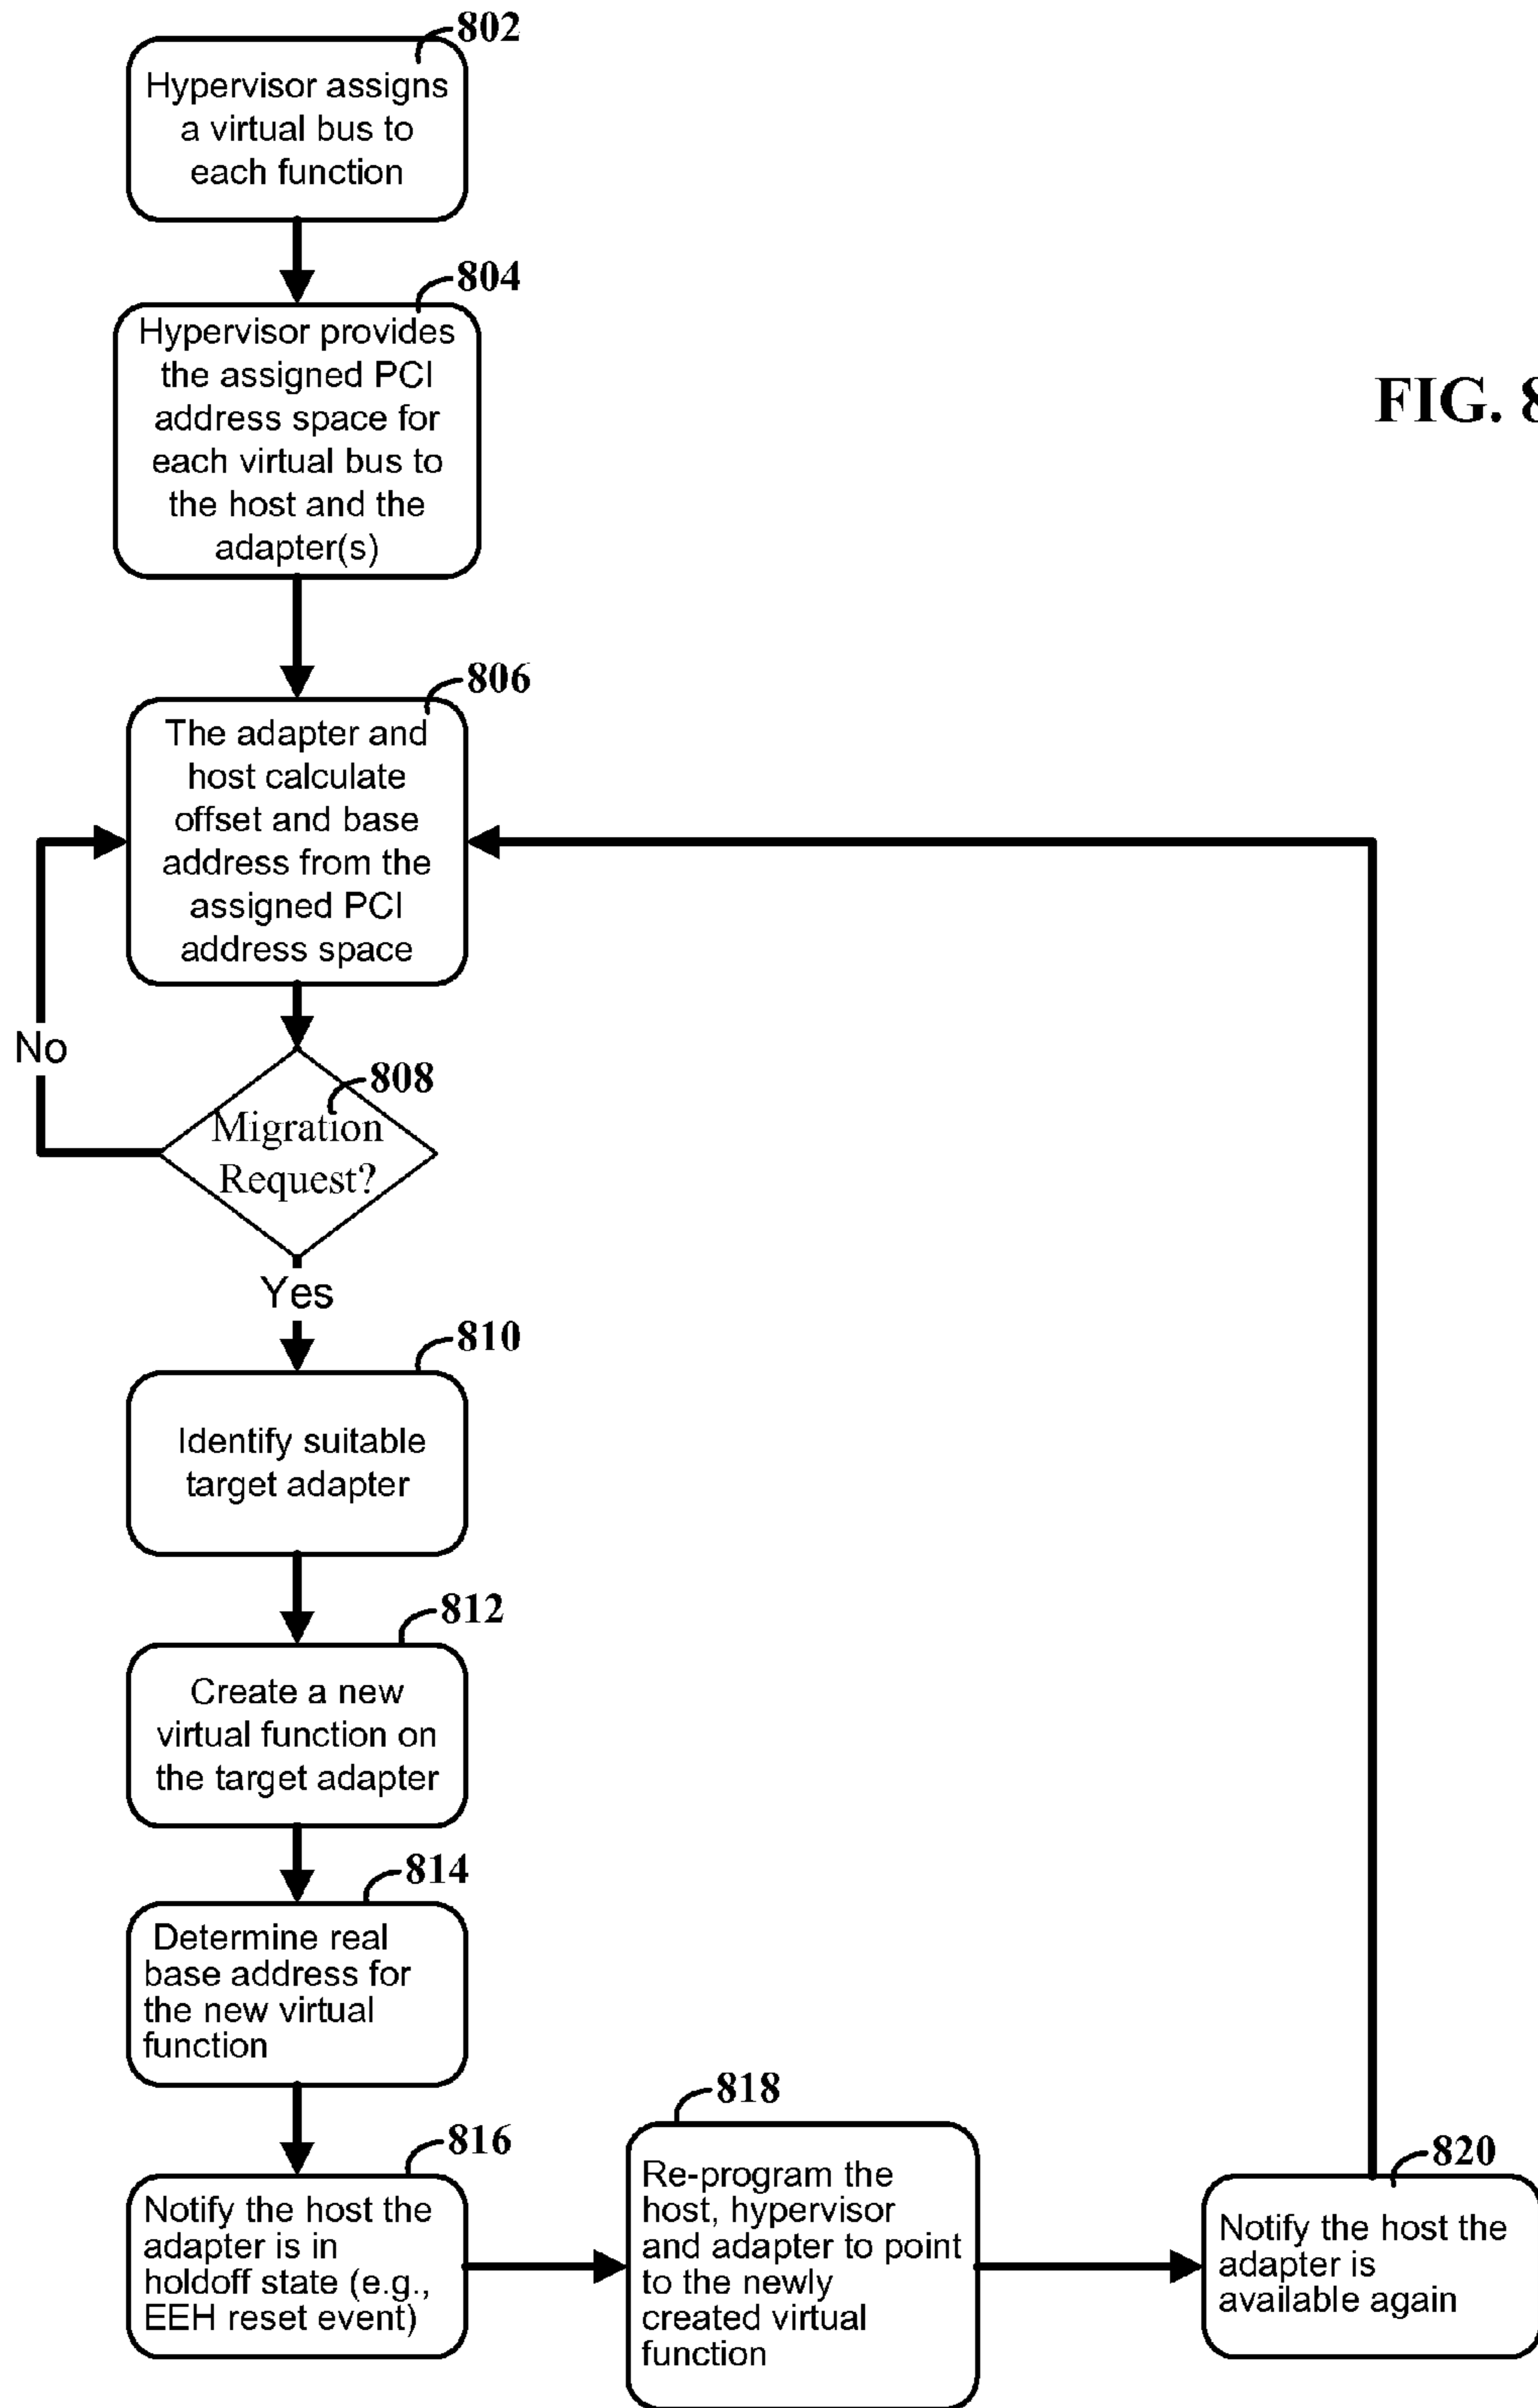 802
Hypervisor assigns
a virtual bus to
each function
804
Hypervisor provides
the assigned PCI
address space for
each virtual bus to
the host and the
adapter(s)
FIG. 8
806
The adapter and
host calculate
offset and base
address from the
assigned PCI
address space
No
808
Migration
Request?
Yes
810
Identify suitable
target adapter
812
Create a new
virtual function on
the target adapter
814
Determine real
base address for
the new virtual
function
816
Notify the host the
adapter is in
holdoff state (e.g.,
EEH reset event)
818
Re-program the
host, hypervisor
and adapter to point
to the newly
created virtual
function
820
Notify the host the
adapter is
available again